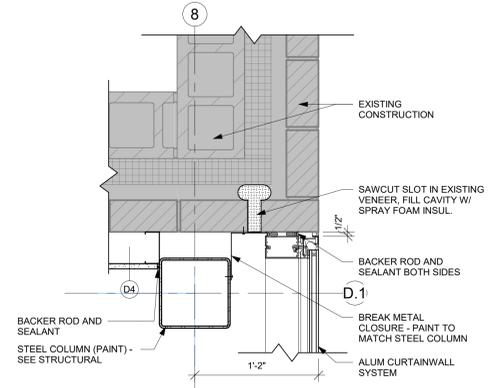 8
EXISTING
CONSTRUCTION
SAWCUT SLOT IN EXISTING
VENEER, FILL CAVITY W/
SPRAY FOAM INSUL.
1/2"
BACKER ROD AND
SEALANT BOTH SIDES
D4
D.1
BACKER ROD AND
SEALANT
BREAK METAL
CLOSURE - PAINT TO
MATCH STEEL COLUMN
STEEL COLUMN (PAINT) -
SEE STRUCTURAL
1'-2"
ALUM CURTAINWALL
SYSTEM